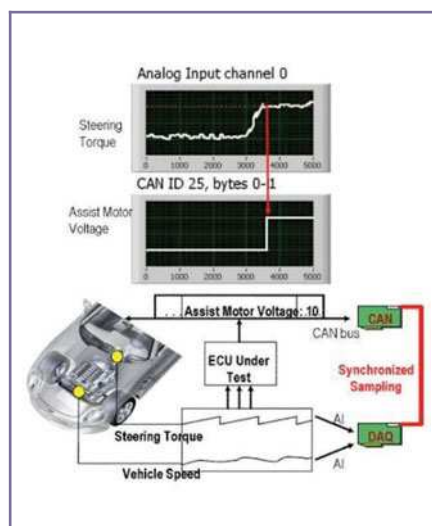 Analog Input channel 0
Steering
Torque
0 1000 2000 3000 4000 5000
CAN ID 25, bytes 0-1
Assist Motor
Voltage
0 1000 2000 3000 4000 5000
. . . Assist Motor Voltage: 10
CAN bus
CAN
ECU Under
Test
Synchronized
Sampling
Steering Torque
AI
DAQ
Vehicle Speed
AI